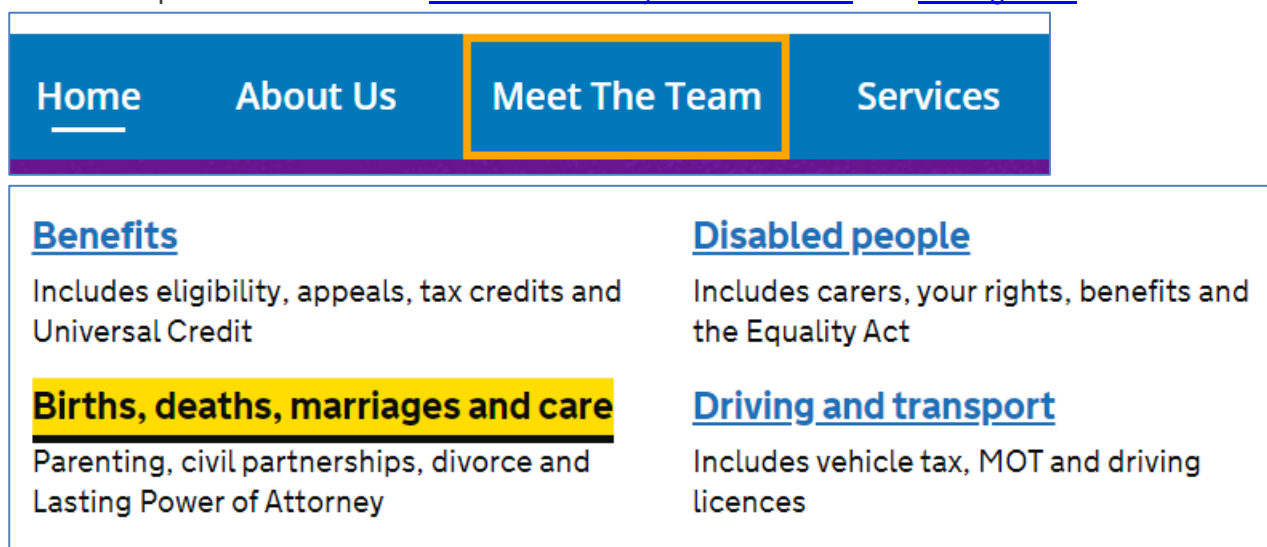 Home About Us Meet The Team Services
Benefits
Includes eligibility, appeals, tax credits and
Universal Credit
Disabled people
Includes carers, your rights, benefits and
the Equality Act
Births, deaths, marriages and care
Parenting, civil partnerships, divorce and
Lasting Power of Attorney
Driving and transport
Includes vehicle tax, MOT and driving
licences